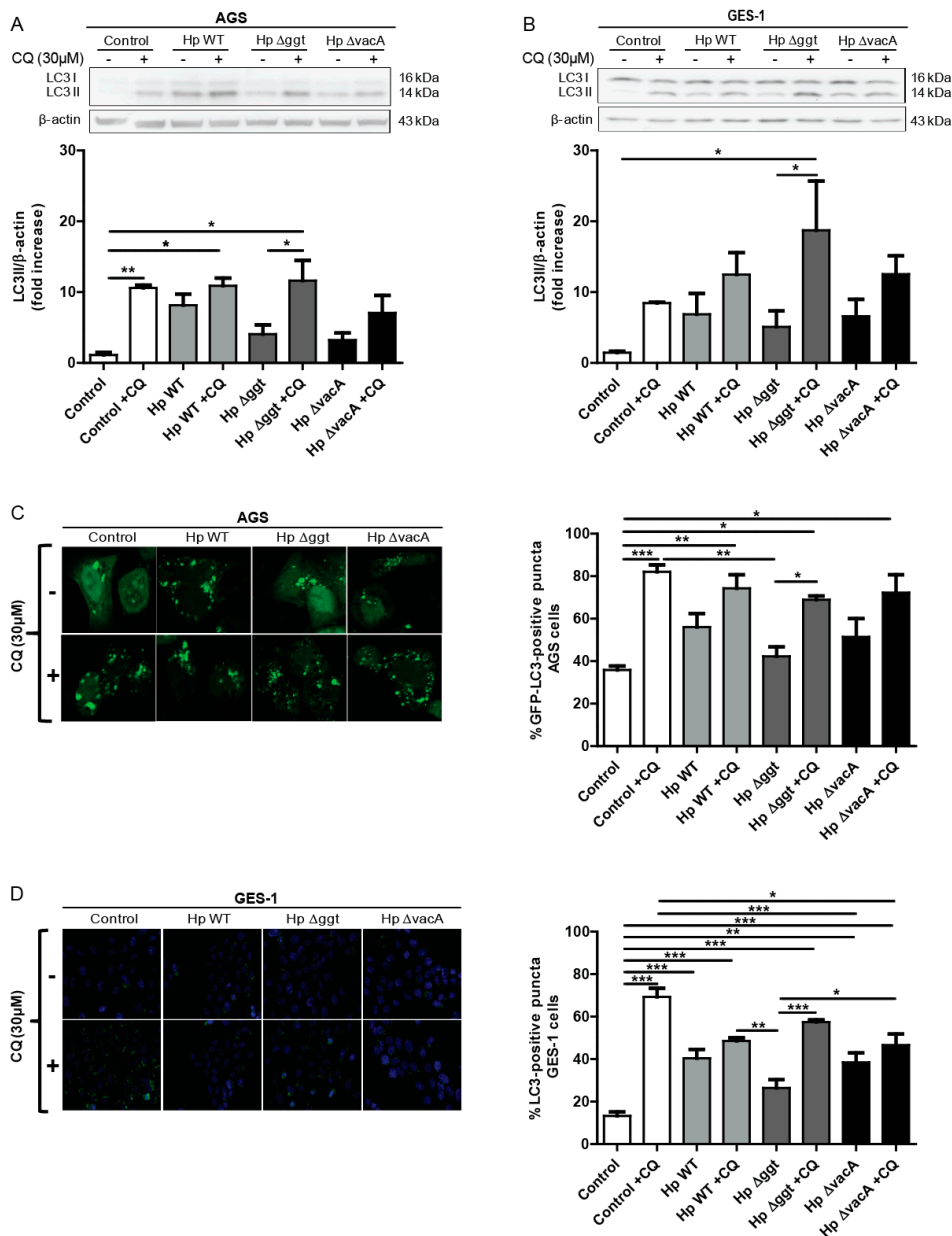 A
AGS
Control Hp WT Hp Δggt Hp ΔvacA
CQ (30µM) - + - + - + - +
LC3 I 16 kDa
LC3 II 14 kDa
β-actin 43 kDa
30
20
10
0
LC3II/β-actin
(fold increase)
* * * **
Control
Control +CQ
Hp WT
Hp WT +CQ
Hp Δggt
Hp Δggt +CQ
Hp ΔvacA
Hp ΔvacA +CQ
B
GES-1
Control Hp WT Hp Δggt Hp ΔvacA
CQ (30µM) - + - + - + - +
LC3 I 16 kDa
LC3 II 14 kDa
β-actin 43 kDa
30
20
10
0
LC3II/β-actin
(fold increase)
* *
Control
Control +CQ
Hp WT
Hp WT +CQ
Hp Δggt
Hp Δggt +CQ
Hp ΔvacA
Hp ΔvacA +CQ
C
AGS
Control Hp WT Hp Δggt Hp ΔvacA
CQ (30µM)
-
+
100
80
60
40
20
0
%GFP-LC3-positive puncta
AGS cells
*
*
**
*** **
*
Control
Control +CQ
Hp WT
Hp WT +CQ
Hp Δggt
Hp Δggt +CQ
Hp ΔvacA
Hp ΔvacA +CQ
D
GES-1
Control Hp WT Hp Δggt Hp ΔvacA
CQ (30µM)
-
+
100
80
60
40
20
0
%LC3-positive puncta
GES-1 cells
*
***
***
**
***
***
***
*** *
** ***
Control
Control +CQ
Hp WT
Hp WT +CQ
Hp Δggt
Hp Δggt +CQ
Hp ΔvacA
Hp ΔvacA +CQ